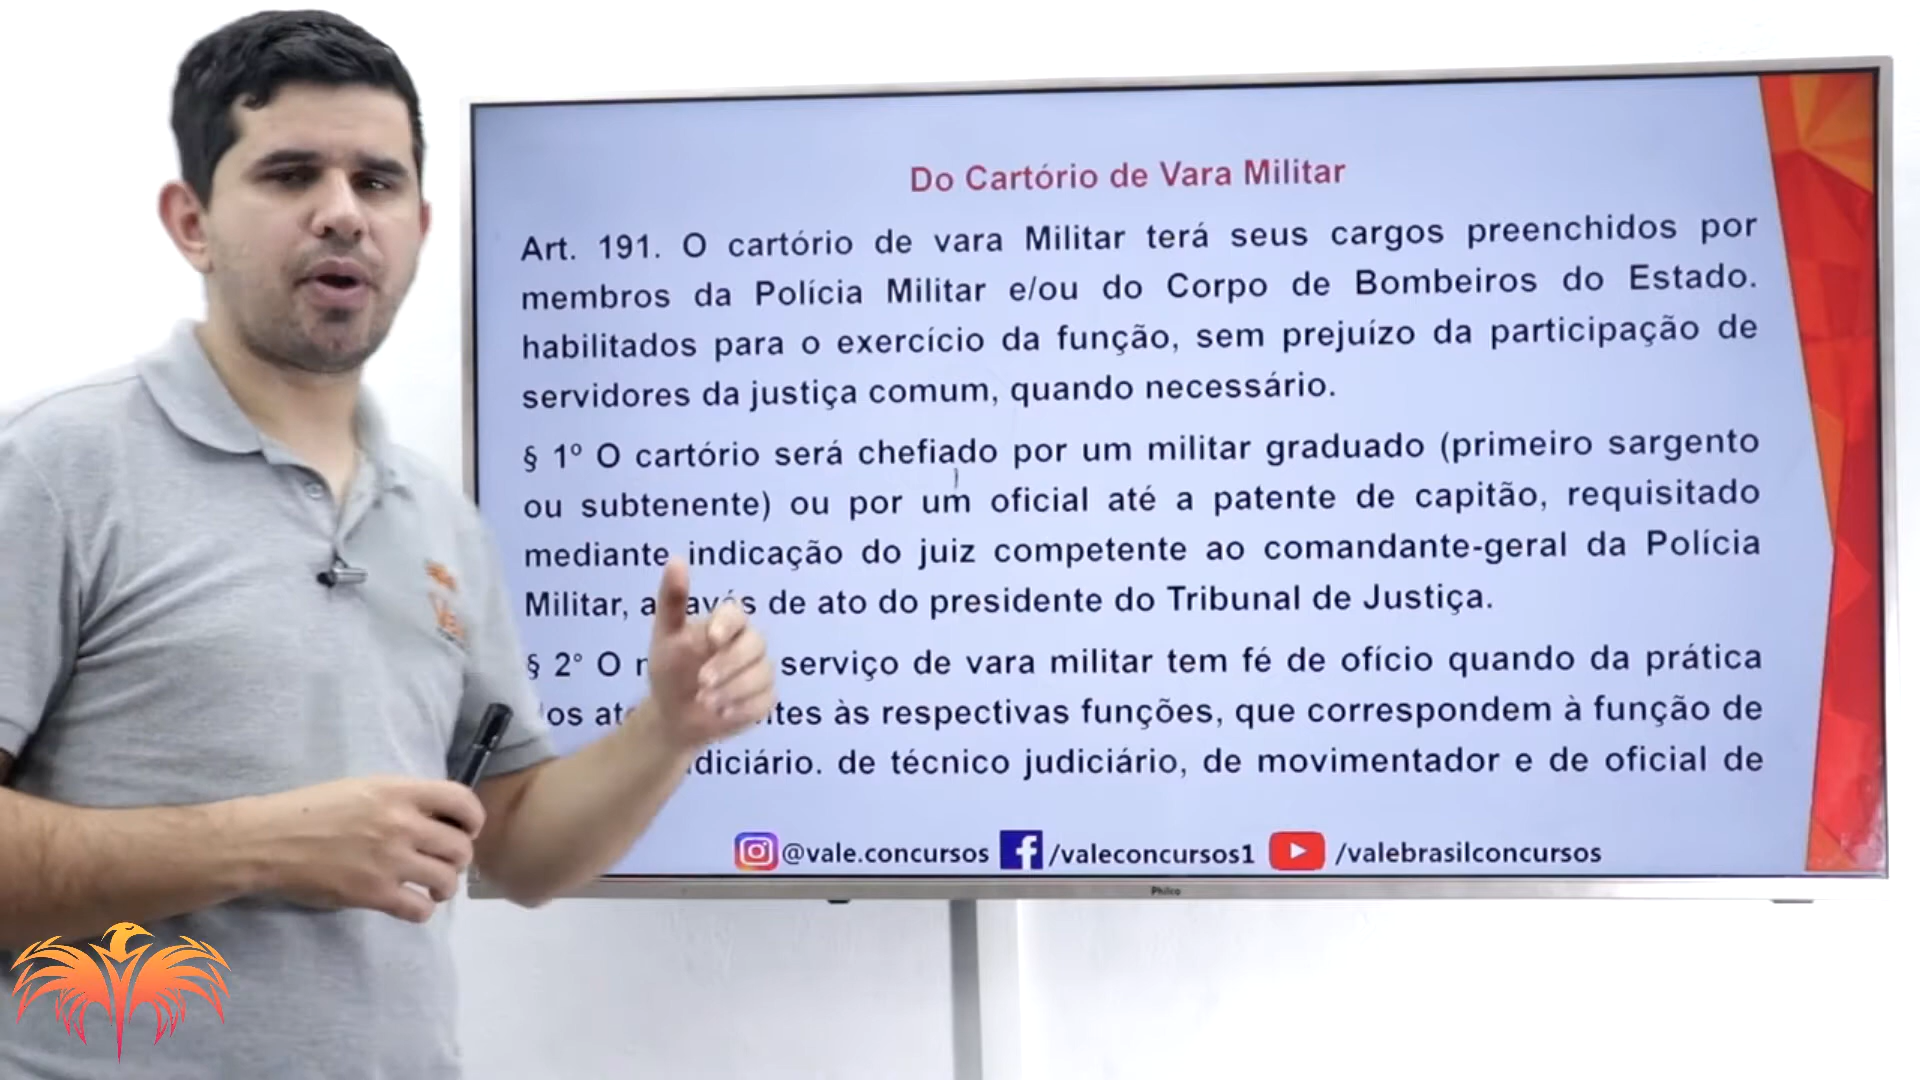 Do Cartório de Vara Militar
Art. 191. O cartório de vara Militar terá seus cargos preenchidos por
membros da Polícia Militar e/ou do Corpo de Bombeiros do Estado.
habilitados para o exercício da função, sem prejuízo da participação de
servidores da justiça comum, quando necessário.
§ 1º O cartório será chefiado por um militar graduado (primeiro sargento
ou subtenente) ou por um oficial até a patente de capitão, requisitado
mediante indicação do juiz competente ao comandante-geral da Polícia
Militar, de ato do presidente do Tribunal de Justiça.
§ 2° O serviço de vara militar tem fé de ofício quando da prática
às respectivas funções, que correspondem à função de
de técnico judiciário, de movimentador e de oficial de
@vale.concursos /valeconcursos1 /valebrasilconcursos
Philco